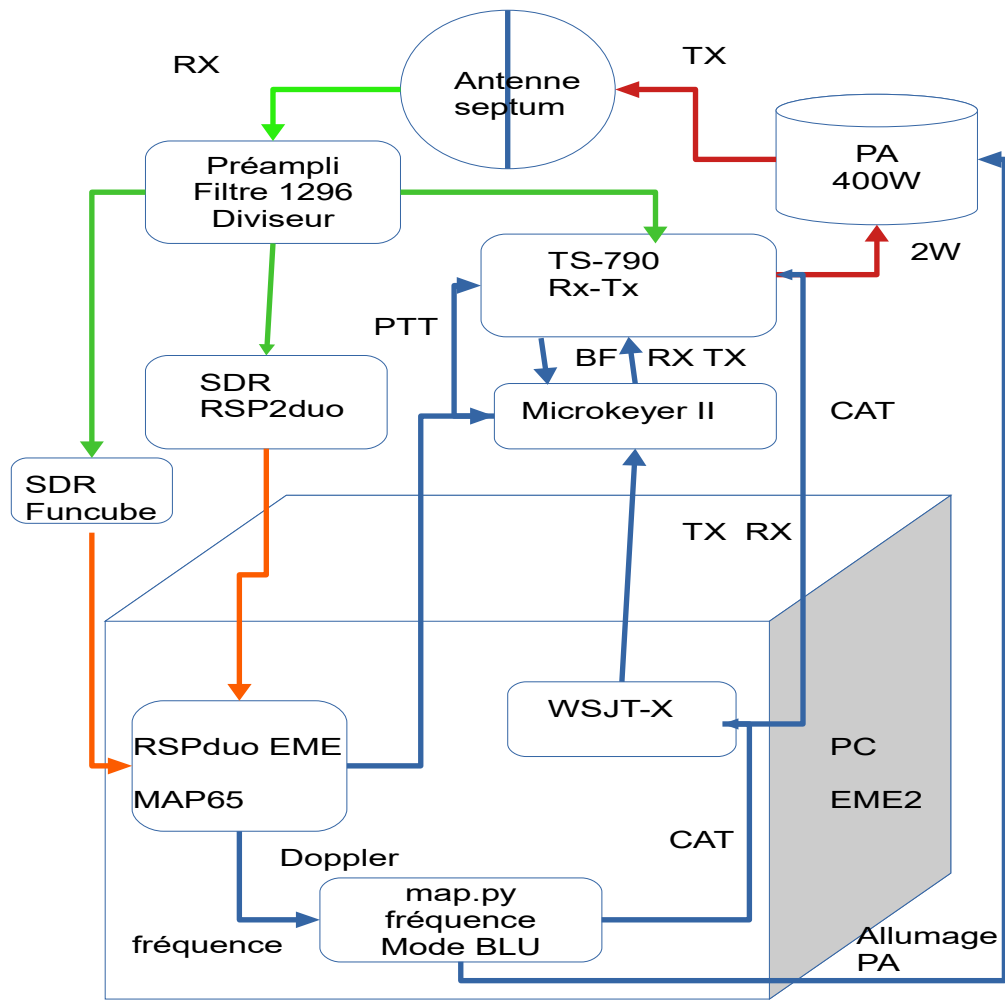 RX
TX
Antenne
septum
PA
400W
Préampli
Filtre 1296
Diviseur
2W
TS-790
Rx-Tx
PTT
BF
RX TX
SDR
RSP2duo
Microkeyer II
CAT
SDR
Funcube
TX RX
WSJT-X
RSPduo EME
MAP65
PC
EME2
CAT
Doppler
map.py
fréquence
Mode BLU
fréquence
Allumage
PA